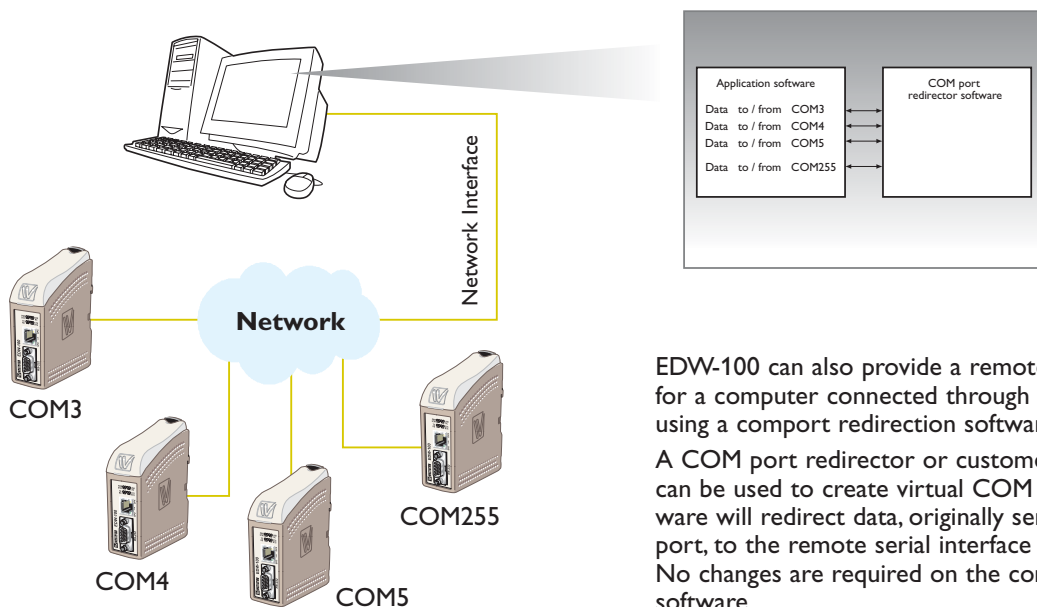 Application software
Data to / from COM3
Data to / from COM4
Data to / from COM5
Data to / from COM255
COM port
redirector software
Network Interface
Network
COM3
COM4
COM5
COM255
EDW-100 can also provide a remote
for a computer connected through
using a comport redirection softwar
A COM port redirector or custome
can be used to create virtual COM
ware will redirect data, originally sen
port, to the remote serial interface
No changes are required on the con
software